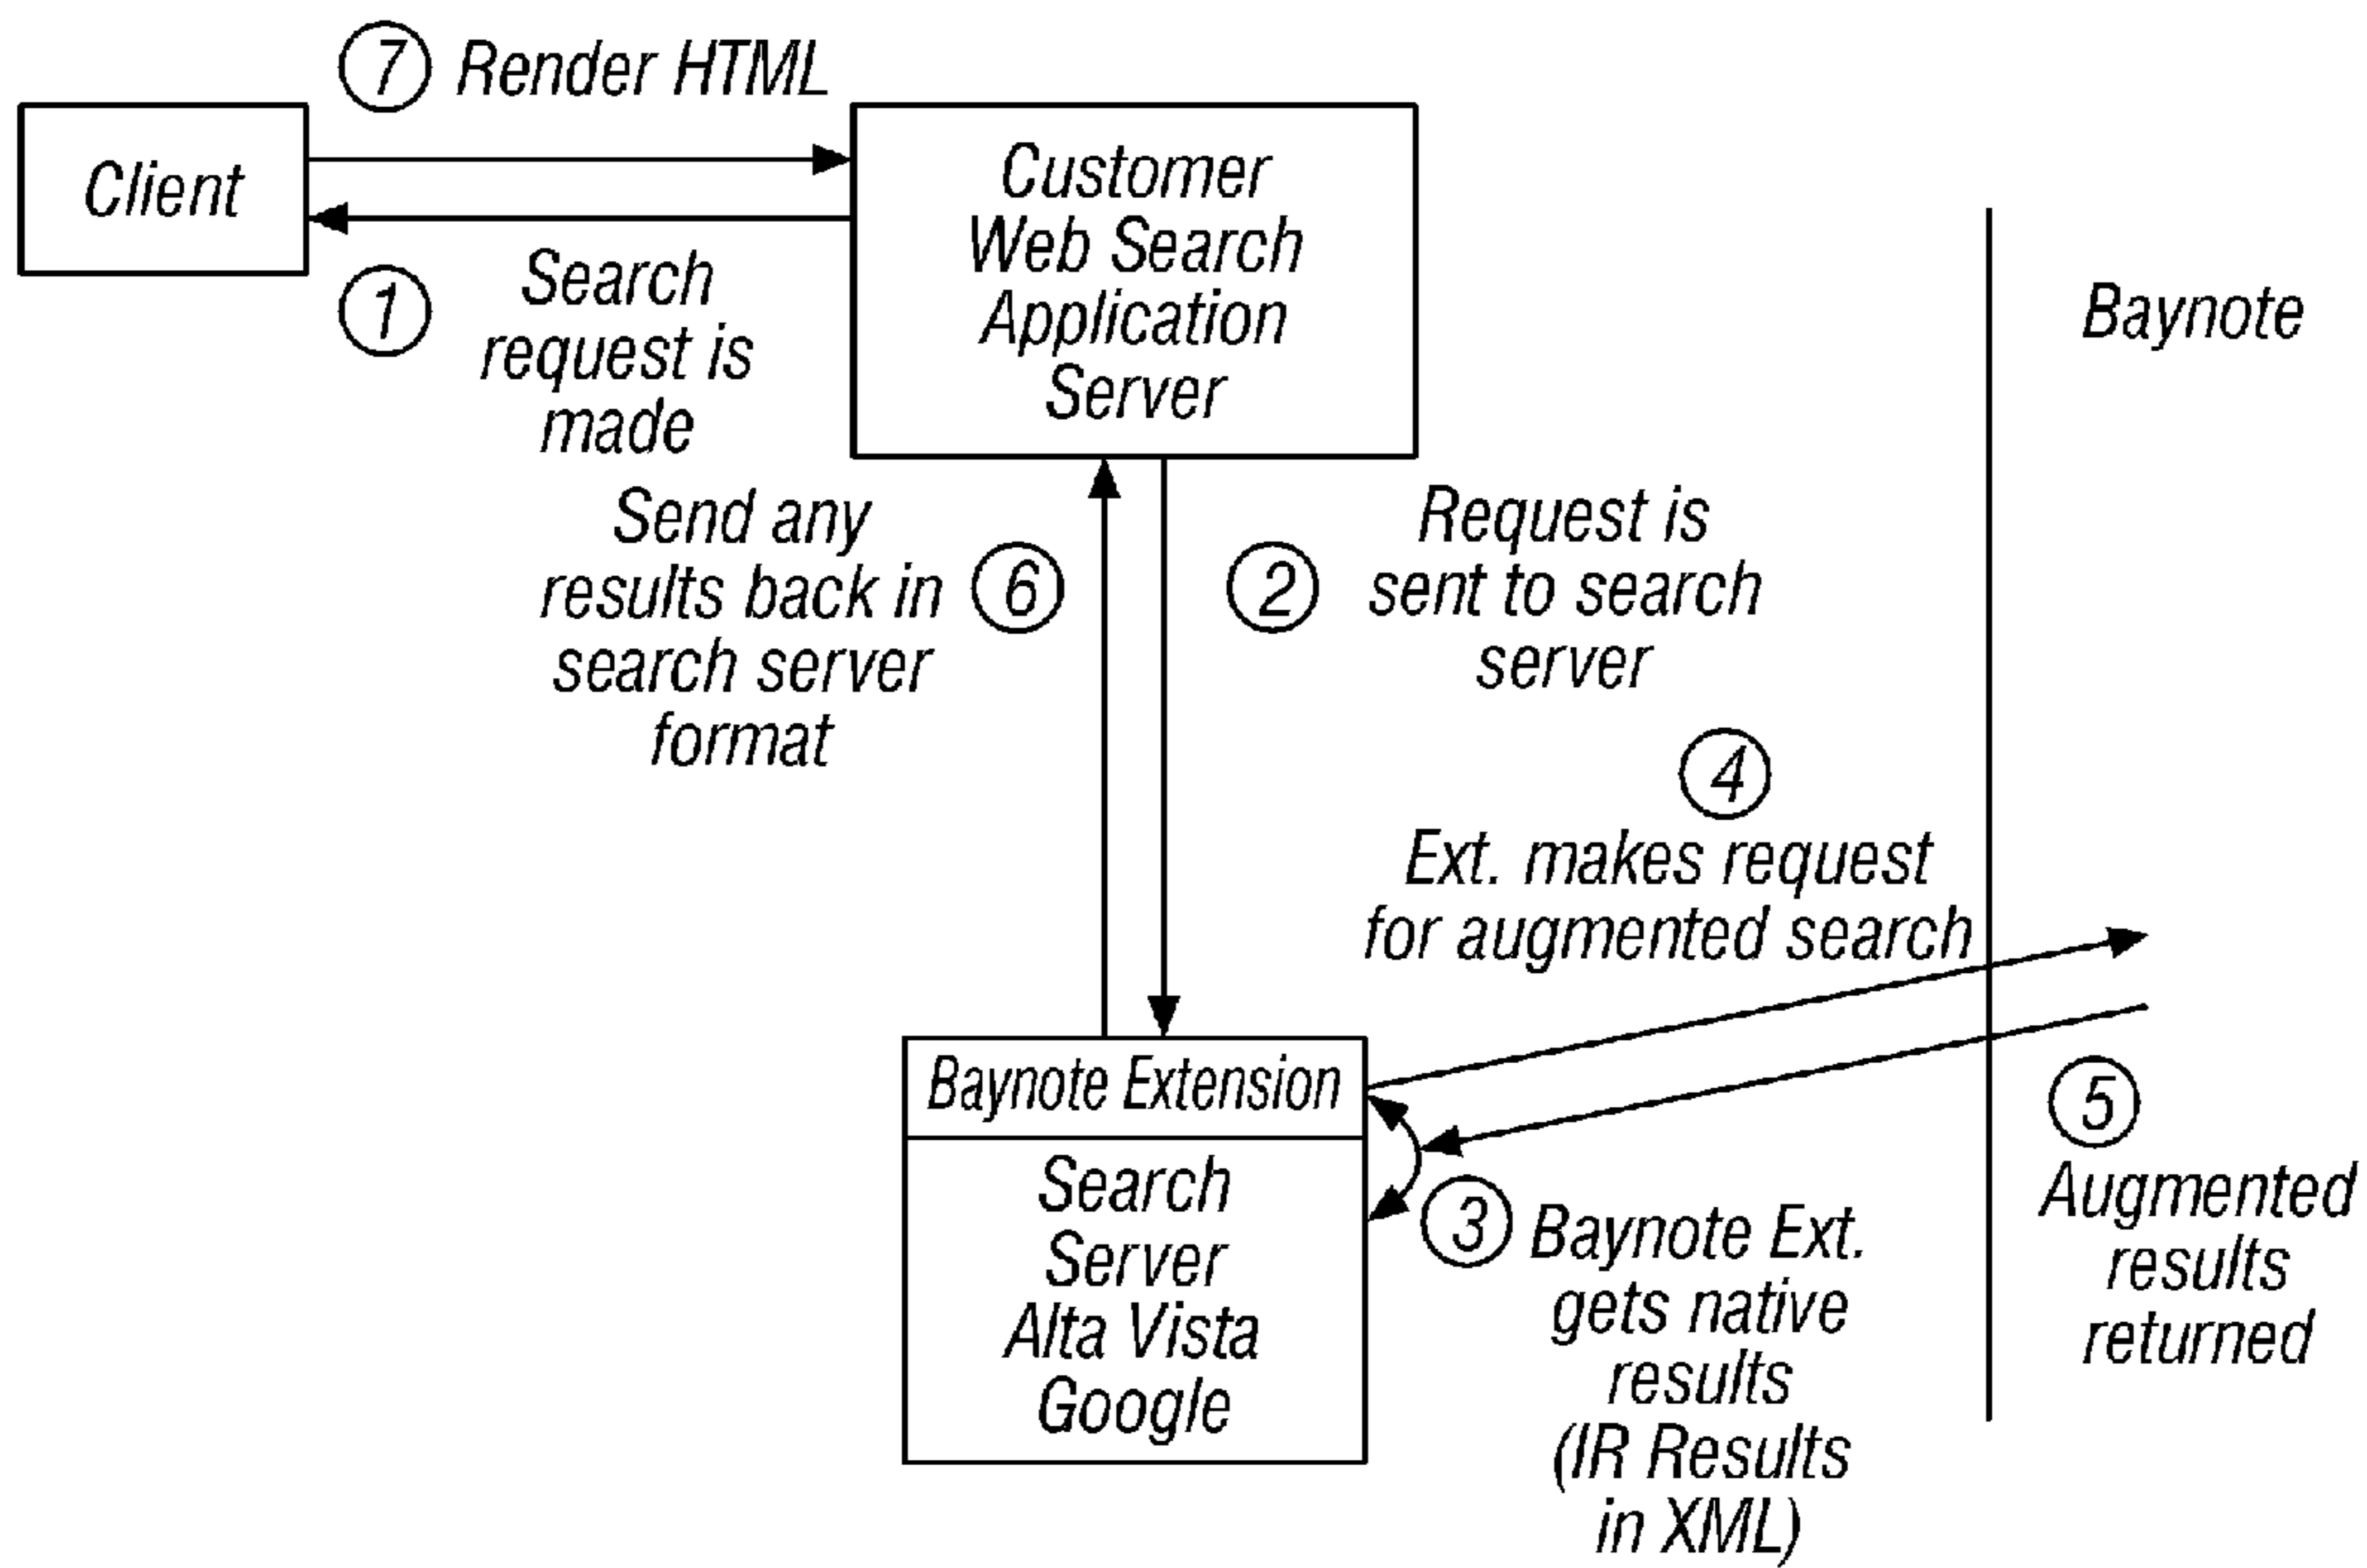 7 Render HTML
Client
Customer
Web Search
Application
Server
1 Search
request is
made
Baynote
Send any
results back in
search server
format
6
2
Request is
sent to search
server
4
Ext. makes request
for augmented search
Baynote Extension
Search
Server
Alta Vista
Google
3 Baynote Ext.
gets native
results
(IR Results
in XML)
5
Augmented
results
returned